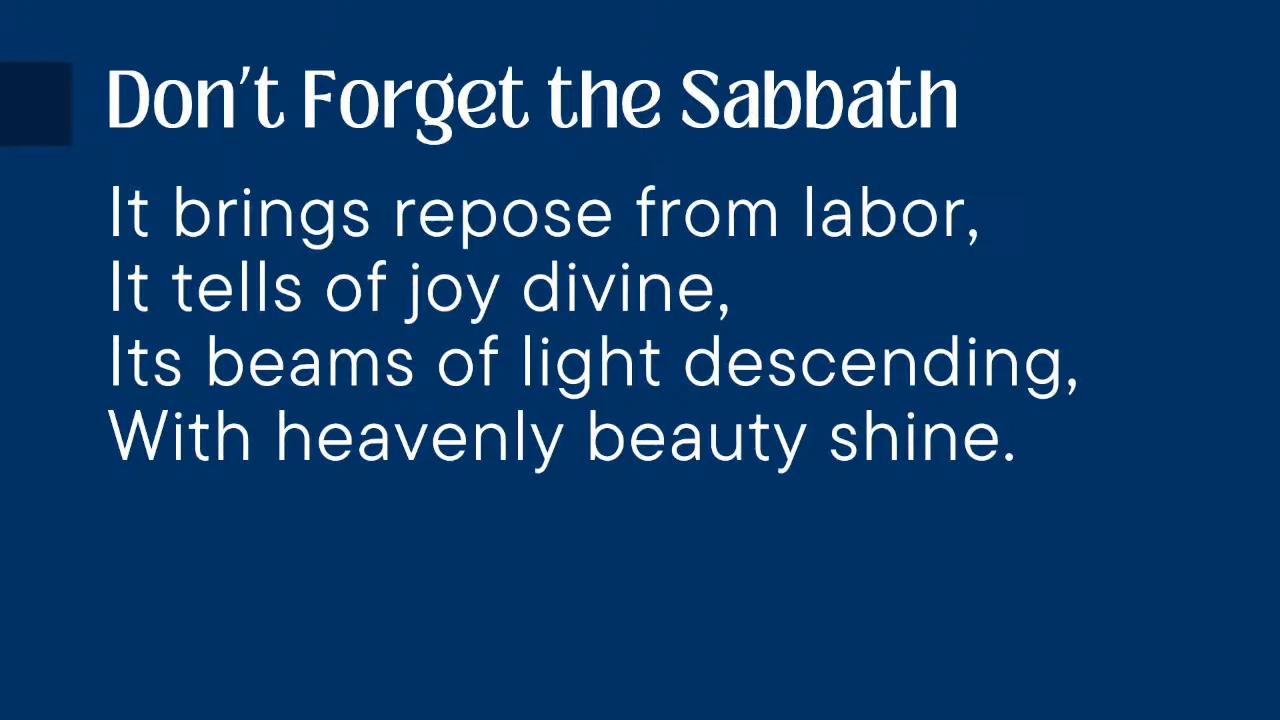 Don't Forget the Sabbath
It brings repose from labor,
It tells of joy divine,
Its beams of light descending,
With heavenly beauty shine.